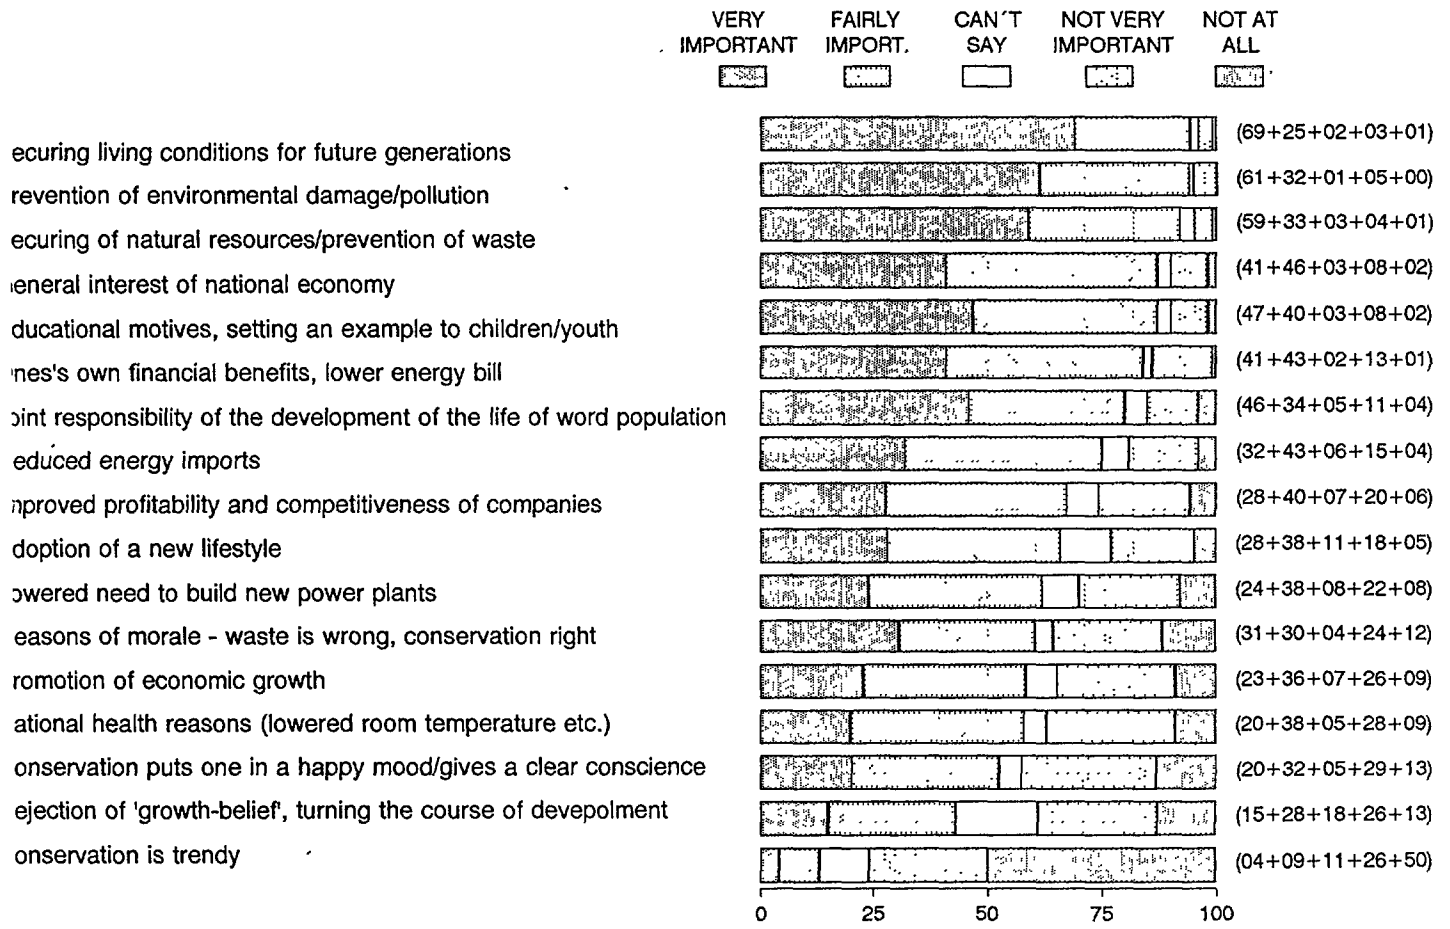 VERY FAIRLY CAN´T NOT VERY NOT AT
IMPORTANT IMPORT. SAY IMPORTANT ALL
ecuring living conditions for future generations (69+25+02+03+01)
revention of environmental damage/pollution (61+32+01+05+00)
ecuring of natural resources/prevention of waste (59+33+03+04+01)
eneral interest of national economy (41+46+03+08+02)
ducational motives, setting an example to children/youth (47+40+03+08+02)
nes's own financial benefits, lower energy bill (41+43+02+13+01)
oint responsibility of the development of the life of word population (46+34+05+11+04)
educed energy imports (32+43+06+15+04)
nproved profitability and competitiveness of companies (28+40+07+20+06)
doption of a new lifestyle (28+38+11+18+05)
owered need to build new power plants (24+38+08+22+08)
easons of morale - waste is wrong, conservation right (31+30+04+24+12)
romotion of economic growth (23+36+07+26+09)
ational health reasons (lowered room temperature etc.) (20+38+05+28+09)
onservation puts one in a happy mood/gives a clear conscience (20+32+05+29+13)
ejection of 'growth-belief', turning the course of devepolment (15+28+18+26+13)
onservation is trendy (04+09+11+26+50)
0 25 50 75 100